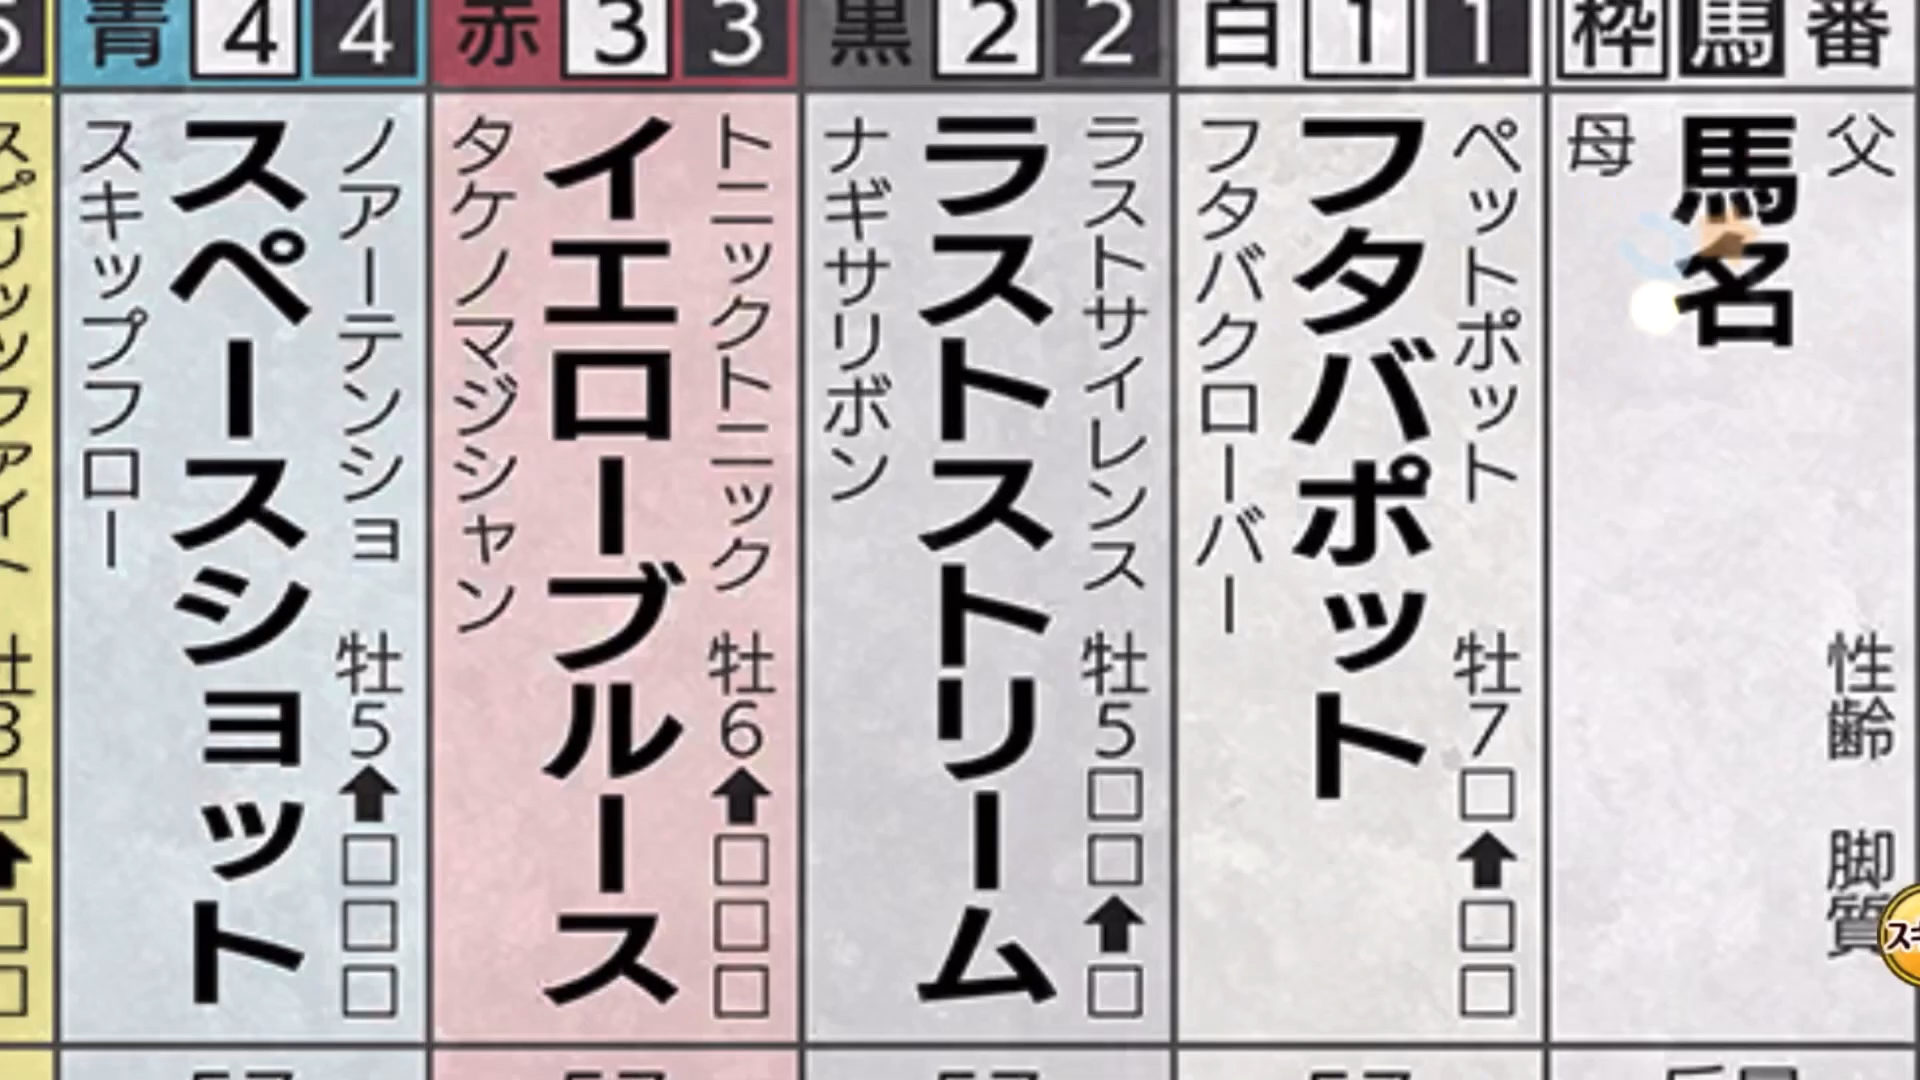 枠 馬 番
父 性齢 脚質
馬名
母
白 1 1
ペットポット 牡7□⬆□□
フタバポット
フタバクローバー
黒 2 2
ラストサイレンス 牡5□□⬆□
ラストストリーム
ナギサリボン
赤 3 3
トニックトニック 牡6⬆□□□
イエローブルース
タケノマジシャン
青 4 4
ノアーテンション 牡5⬆□□□
スペースショット
スキップフロー